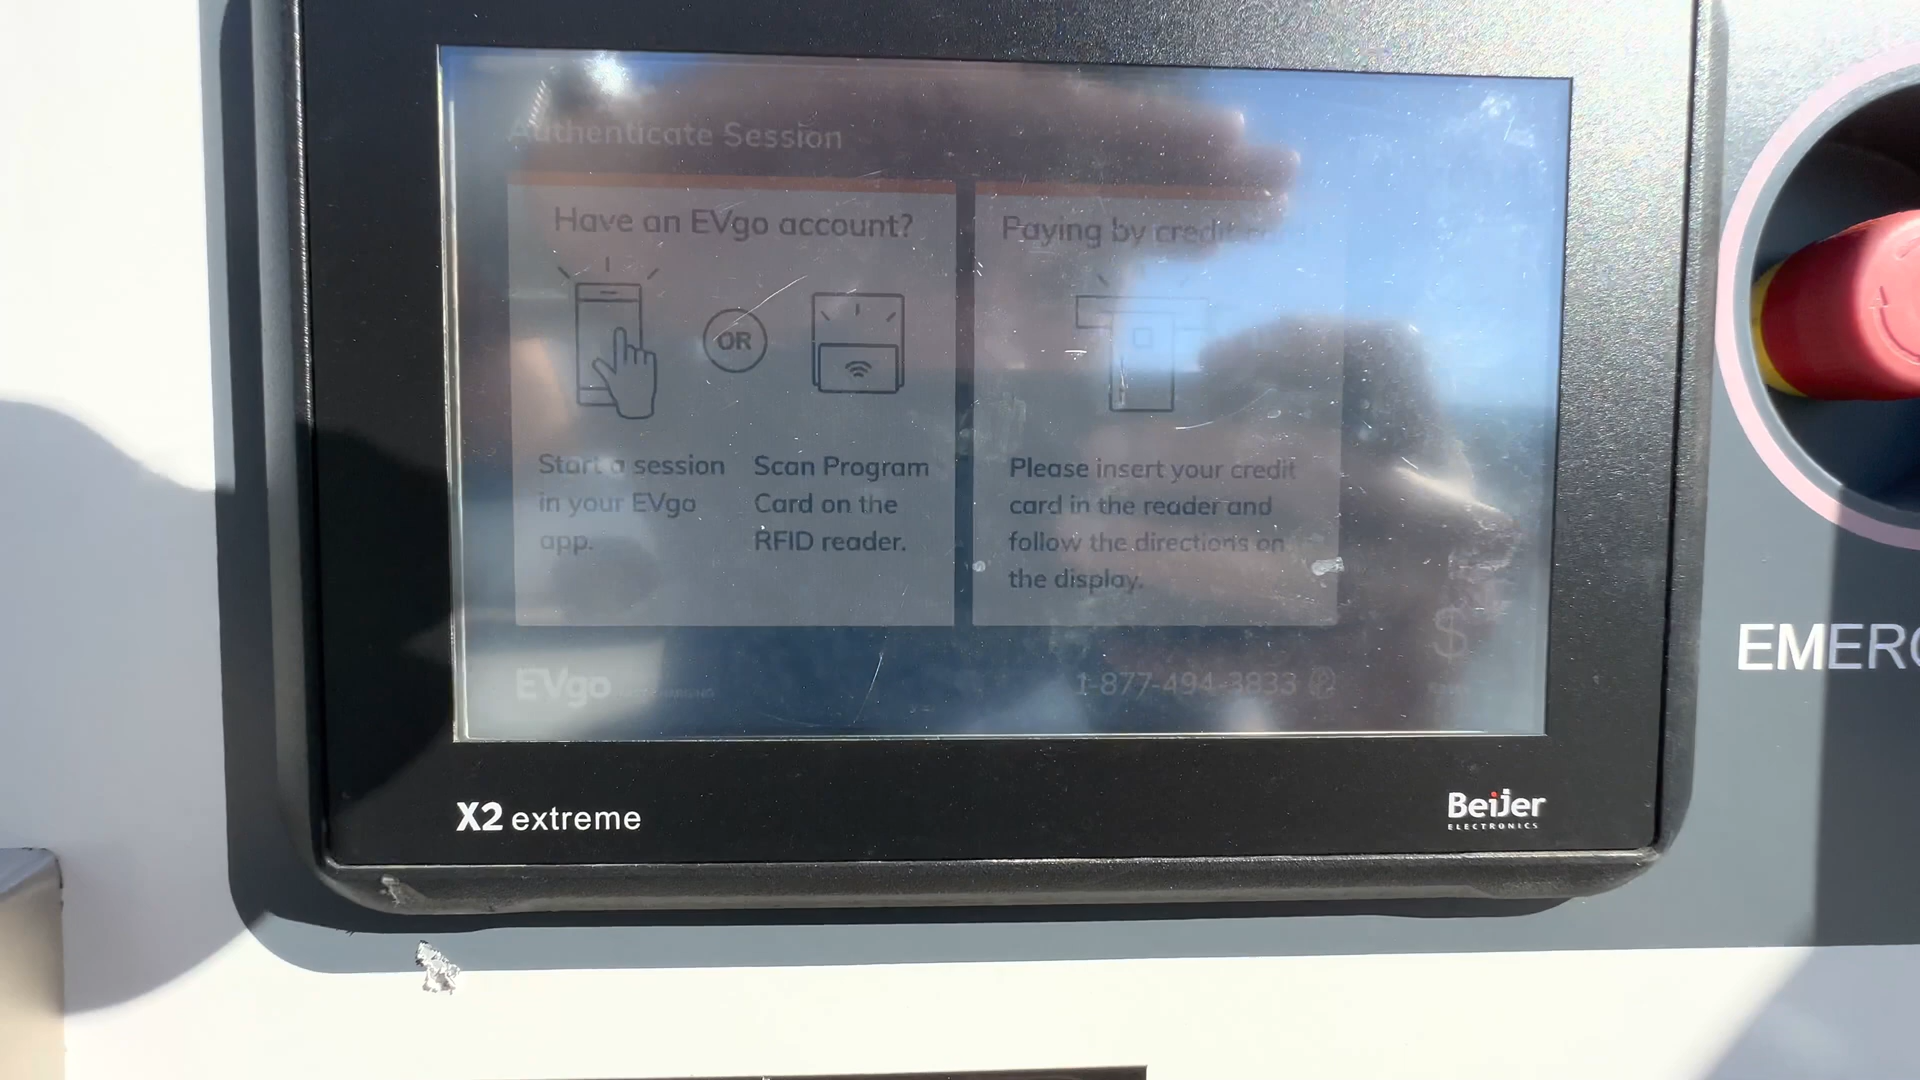 Authenticate Session
Have an EVgo account?
Paying by credit
OR
Start a session
in your EVgo
app.
Scan Program
Card on the
RFID reader.
Please insert your credit
card in the reader and
follow the directions on
the display.
EVgo
1-877-494-3833
$
X2 extreme
Beijer
ELECTRONICS
EMERG